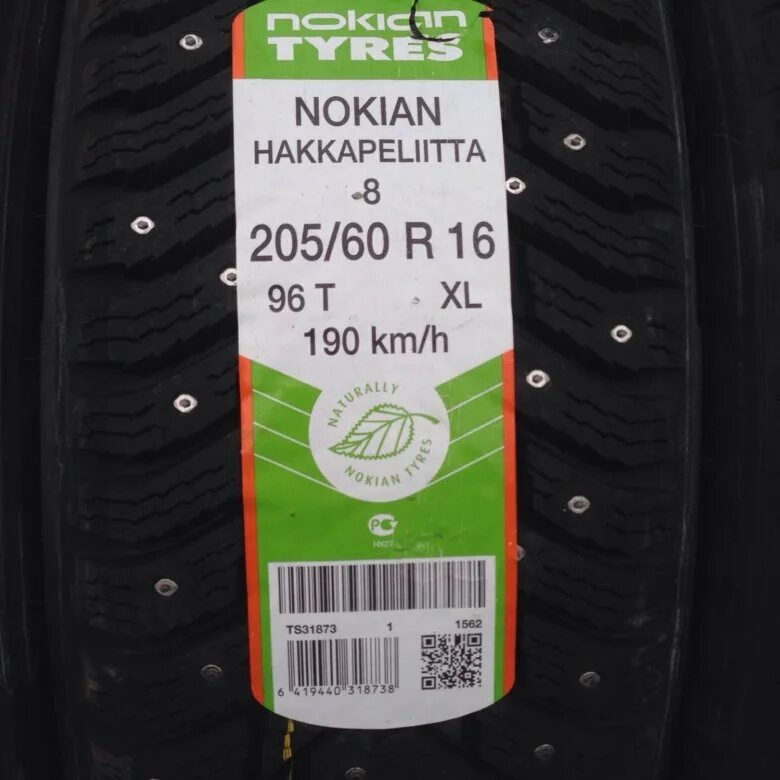 nokian
TYRES
NOKIAN
HAKKAPELIITTA
8
205/60 R 16
96 T XL
190 km/h
NATURALLY
NOKIAN TYRES
TS31873 1 1562
6 419440 318738